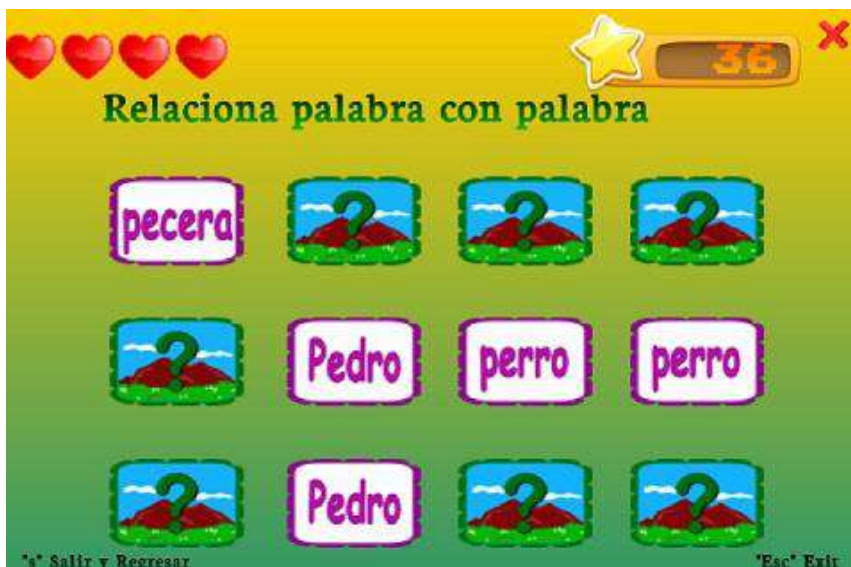 36
Relaciona palabra con palabra
pecera ? ? ?
? Pedro perro perro
? Pedro ? ?
"s" Salir y Regresar "Esc" Exit